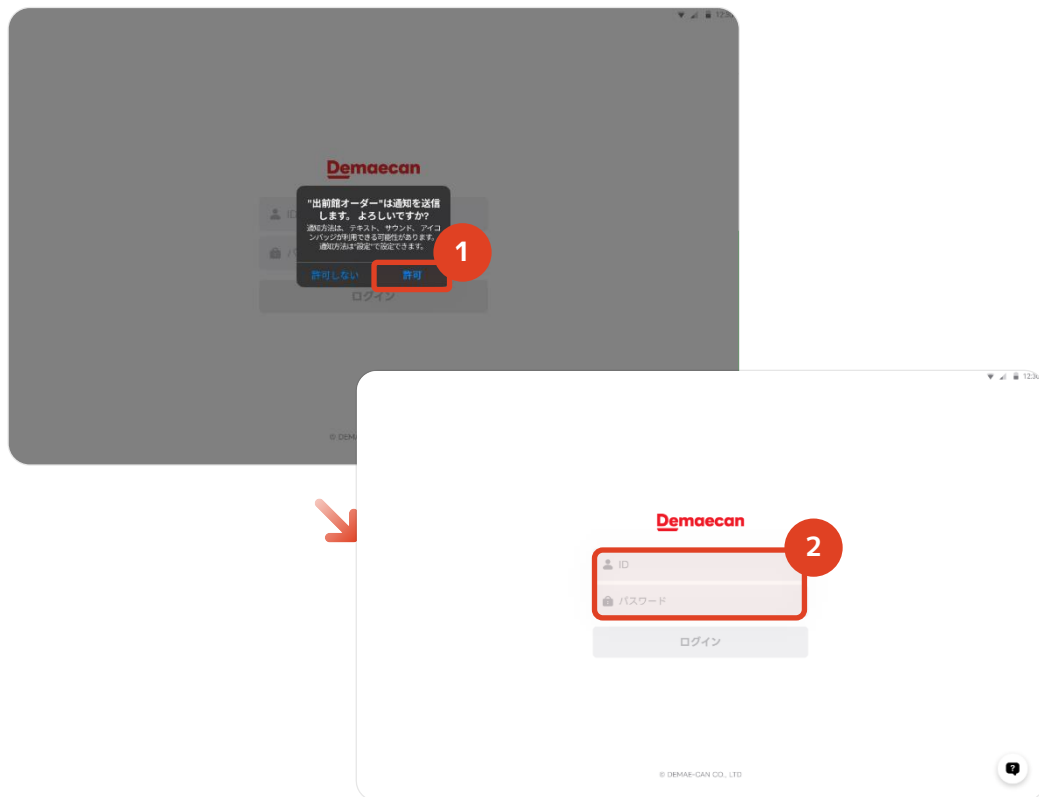 Demaecan
ID
"出前館オーダー"は通知を送信
します。よろしいですか?
通知方法は、テキスト、サウンド、アイコ
ンバッジが利用できる可能性があります。
通知方法は"設定"で設定できます。
1
許可しない
許可
ログイン
© DEM
Demaecan
2
ID
パスワード
ログイン
© DEMAE-CAN CO., LTD